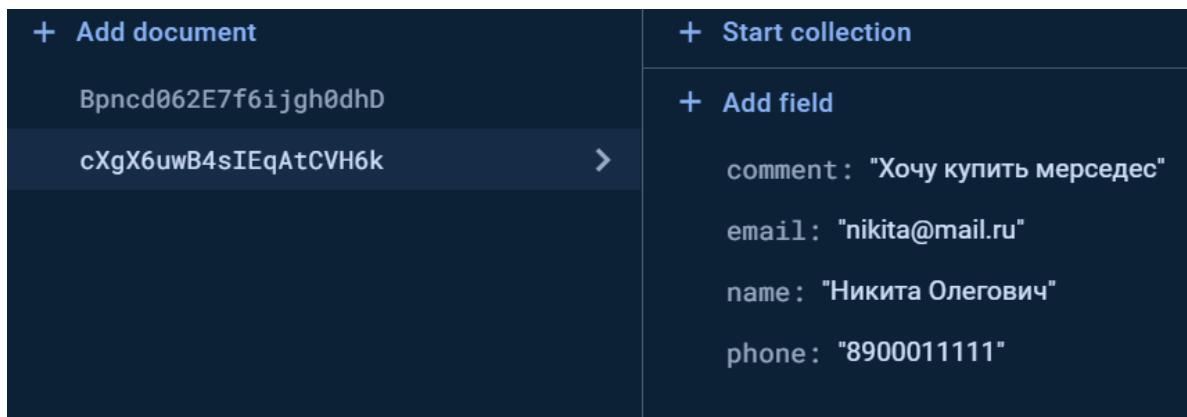 + Add document
Bpncd062E7f6ijgh0dhD
cXgX6uwB4sIEqAtCVH6k
+ Start collection
+ Add field
comment: "Хочу купить мерседес"
email: "nikita@mail.ru"
name: "Никита Олегович"
phone: "8900011111"